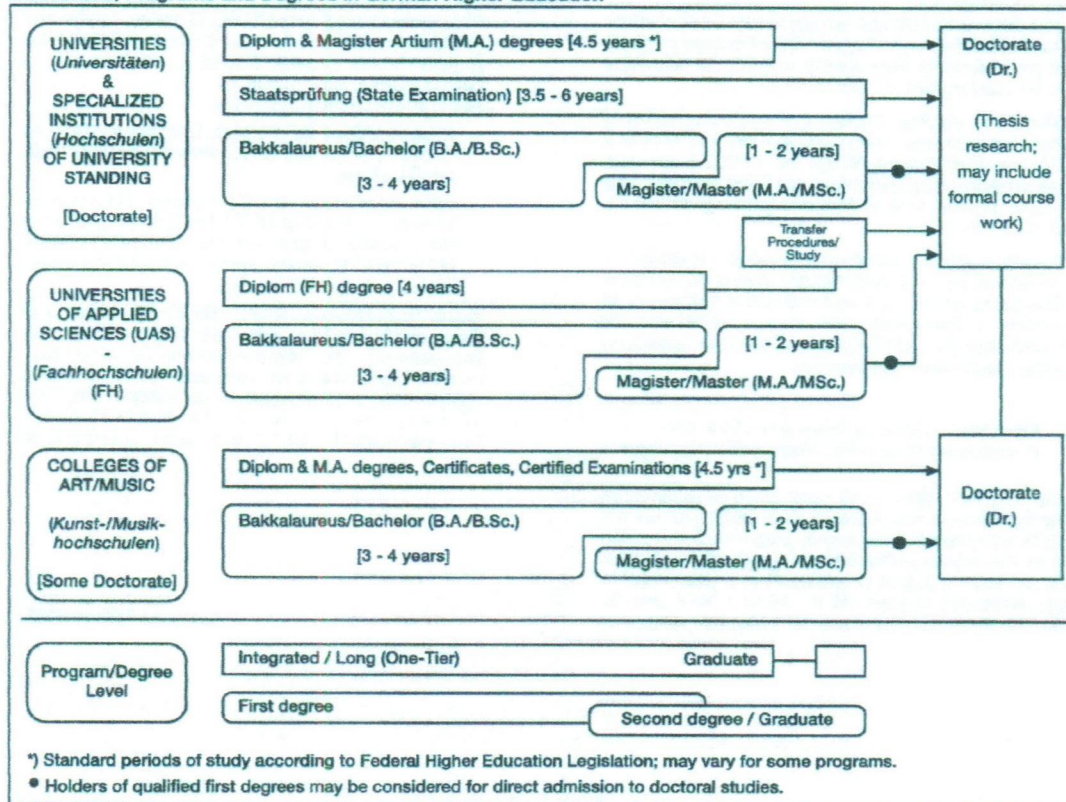 Programs and Degrees in German Higher Education
UNIVERSITIES
(Universitäten)
&
SPECIALIZED
INSTITUTIONS
(Hochschulen)
OF UNIVERSITY
STANDING
[Doctorate]
Diplom & Magister Artium (M.A.) degrees [4.5 years *]
Staatsprüfung (State Examination) [3.5 - 6 years]
Bakkalaureus/Bachelor (B.A./B.Sc.)
[3 - 4 years]
[1 - 2 years]
Magister/Master (M.A./MSc.)
Transfer
Procedures/
Study
Doctorate
(Dr.)
(Thesis
research;
may include
formal course
work)
UNIVERSITIES
OF APPLIED
SCIENCES (UAS)
-
(Fachhochschulen)
(FH)
Diplom (FH) degree [4 years]
Bakkalaureus/Bachelor (B.A./B.Sc.)
[3 - 4 years]
[1 - 2 years]
Magister/Master (M.A./MSc.)
COLLEGES OF
ART/MUSIC
(Kunst-/Musik-
hochschulen)
[Some Doctorate]
Diplom & M.A. degrees, Certificates, Certified Examinations [4.5 yrs *]
Bakkalaureus/Bachelor (B.A./B.Sc.)
[3 - 4 years]
[1 - 2 years]
Magister/Master (M.A./MSc.)
Doctorate
(Dr.)
Program/Degree
Level
Integrated / Long (One-Tier) Graduate
First degree
Second degree / Graduate
*) Standard periods of study according to Federal Higher Education Legislation; may vary for some programs.
● Holders of qualified first degrees may be considered for direct admission to doctoral studies.